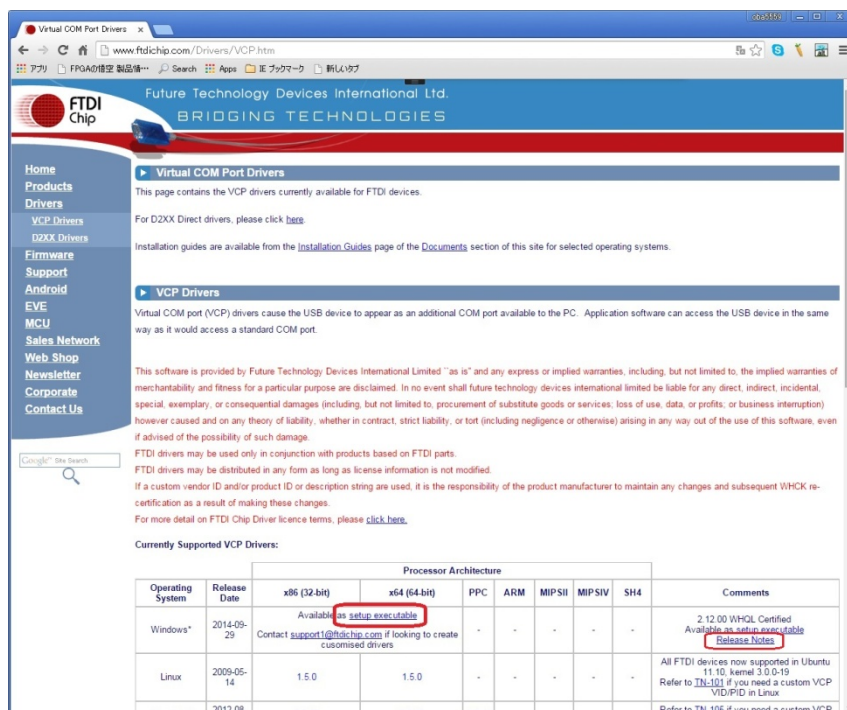 oba5559
Virtual COM Port Drivers
www.ftdichip.com/Drivers/VCP.htm
アプリ FPGAの悟空 製品情… Search Apps IE ブックマーク 新しいタブ
FTDI
Chip
Future Technology Devices International Ltd.
BRIDGING TECHNOLOGIES
Home
Products
Drivers
VCP Drivers
D2XX Drivers
Firmware
Support
Android
EVE
MCU
Sales Network
Web Shop
Newsletter
Corporate
Contact Us
Google™ Site Search
Virtual COM Port Drivers
This page contains the VCP drivers currently available for FTDI devices.
For D2XX Direct drivers, please click here.
Installation guides are available from the Installation Guides page of the Documents section of this site for selected operating systems.
VCP Drivers
Virtual COM port (VCP) drivers cause the USB device to appear as an additional COM port available to the PC. Application software can access the USB device in the same
way as it would access a standard COM port.
This software is provided by Future Technology Devices International Limited ``as is'' and any express or implied warranties, including, but not limited to, the implied warranties of
merchantability and fitness for a particular purpose are disclaimed. In no event shall future technology devices international limited be liable for any direct, indirect, incidental,
special, exemplary, or consequential damages (including, but not limited to, procurement of substitute goods or services; loss of use, data, or profits; or business interruption)
however caused and on any theory of liability, whether in contract, strict liability, or tort (including negligence or otherwise) arising in any way out of the use of this software, even
if advised of the possibility of such damage.
FTDI drivers may be used only in conjunction with products based on FTDI parts.
FTDI drivers may be distributed in any form as long as license information is not modified.
If a custom vendor ID and/or product ID or description string are used, it is the responsibility of the product manufacturer to maintain any changes and subsequent WHCK re-
certification as a result of making these changes.
For more detail on FTDI Chip Driver licence terms, please click here.
Currently Supported VCP Drivers:
Processor Architecture
Operating System Release Date x86 (32-bit) x64 (64-bit) PPC ARM MIPSII MIPSIV SH4 Comments
Windows* 2014-09-29 Available as setup executable
Contact support1@ftdichip.com if looking to create
cusomised drivers
- - - - -
2.12.00 WHQL Certified
Available as setup executable
Release Notes
Linux 2009-05-14 1.5.0 1.5.0 - - - - -
All FTDI devices now supported in Ubuntu
11.10, kernel 3.0.0-19
Refer to TN-101 if you need a custom VCP
VID/PID in Linux
2012-08- Refer to TN-105 if you need a custom VCP